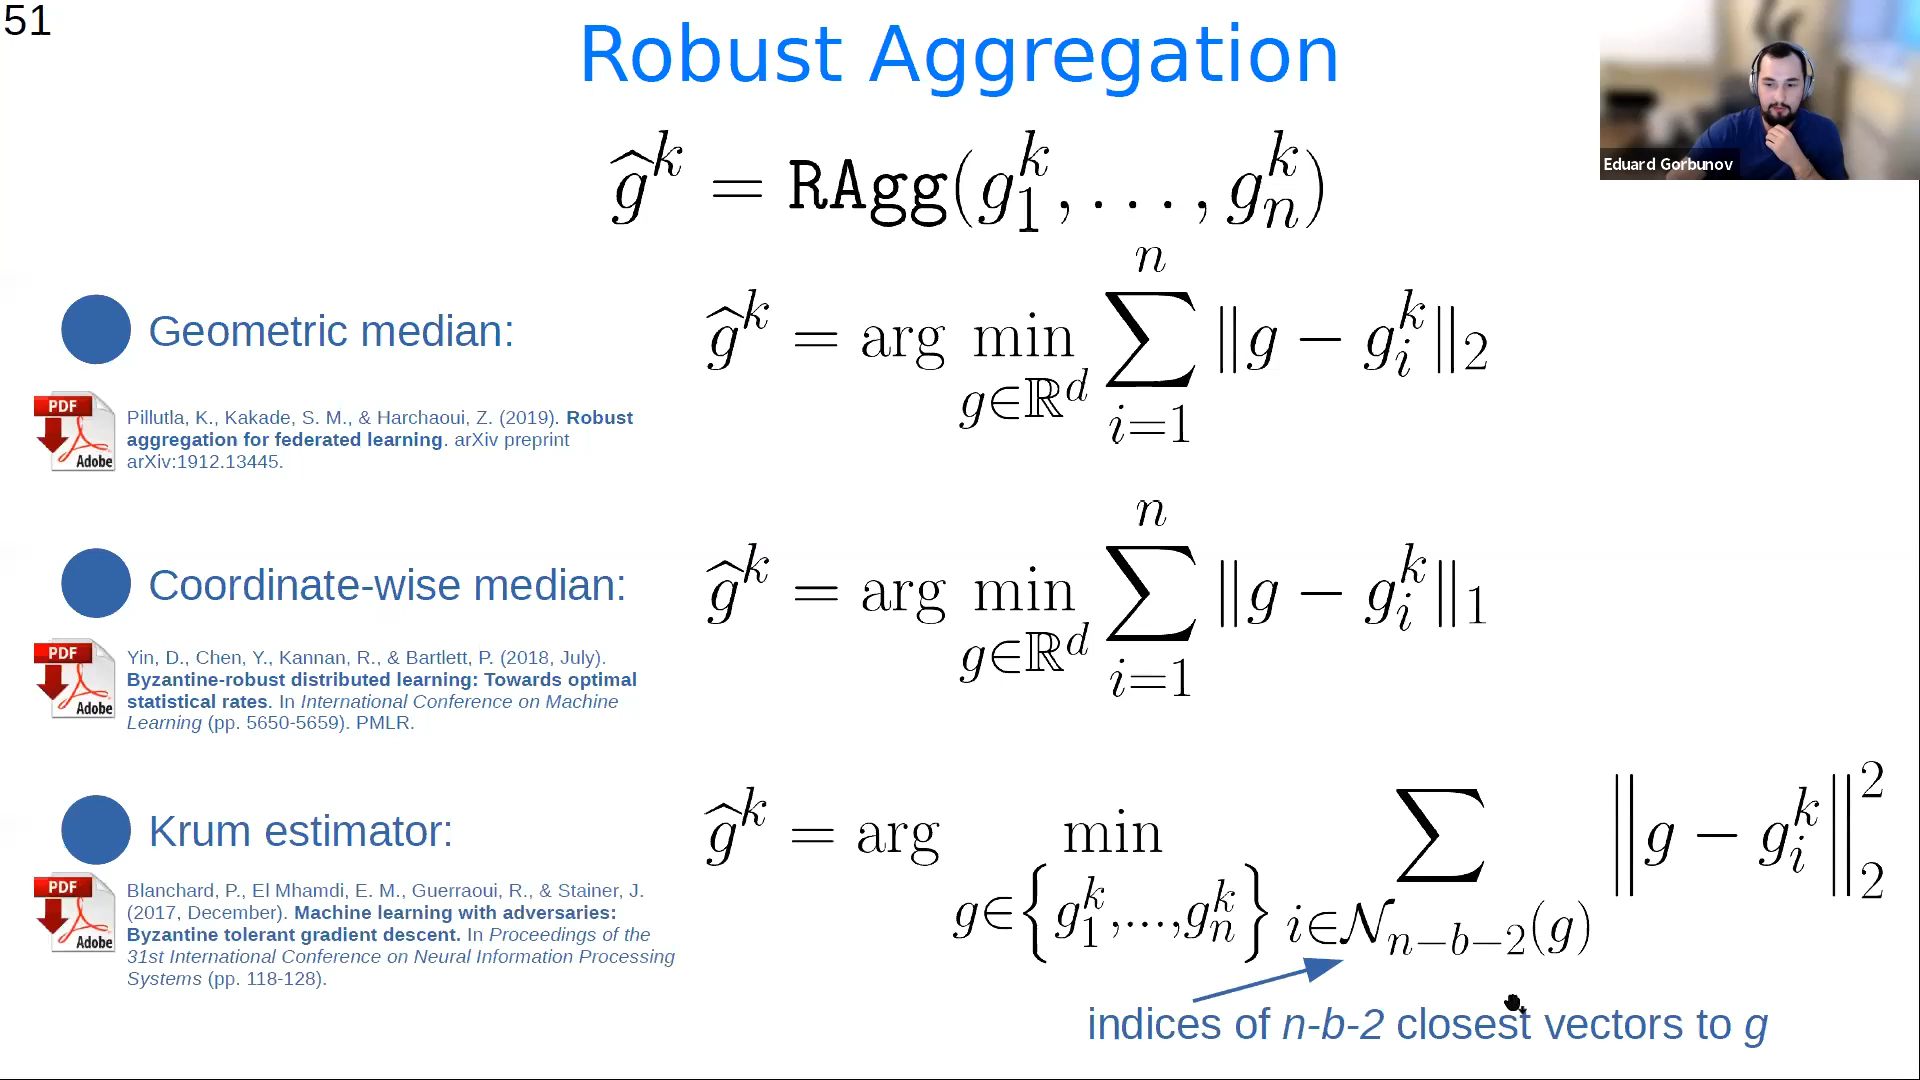 51
Robust Aggregation
Eduard Gorbunov
ĝ^k = RAgg(g_1^k, . . . , g_n^k)
Geometric median:
ĝ^k = arg min_{g∈ℝ^d} ∑_{i=1}^{n} ‖g − g_i^k‖_2
PDF
Adobe
Pillutla, K., Kakade, S. M., & Harchaoui, Z. (2019). Robust
aggregation for federated learning. arXiv preprint
arXiv:1912.13445.
Coordinate-wise median:
ĝ^k = arg min_{g∈ℝ^d} ∑_{i=1}^{n} ‖g − g_i^k‖_1
PDF
Adobe
Yin, D., Chen, Y., Kannan, R., & Bartlett, P. (2018, July).
Byzantine-robust distributed learning: Towards optimal
statistical rates. In International Conference on Machine
Learning (pp. 5650-5659). PMLR.
Krum estimator:
ĝ^k = arg min_{g∈{g_1^k,...,g_n^k}} ∑_{i∈𝒩_{n−b−2}(g)} ‖g − g_i^k‖_2^2
PDF
Adobe
Blanchard, P., El Mhamdi, E. M., Guerraoui, R., & Stainer, J.
(2017, December). Machine learning with adversaries:
Byzantine tolerant gradient descent. In Proceedings of the
31st International Conference on Neural Information Processing
Systems (pp. 118-128).
indices of n-b-2 closest vectors to g